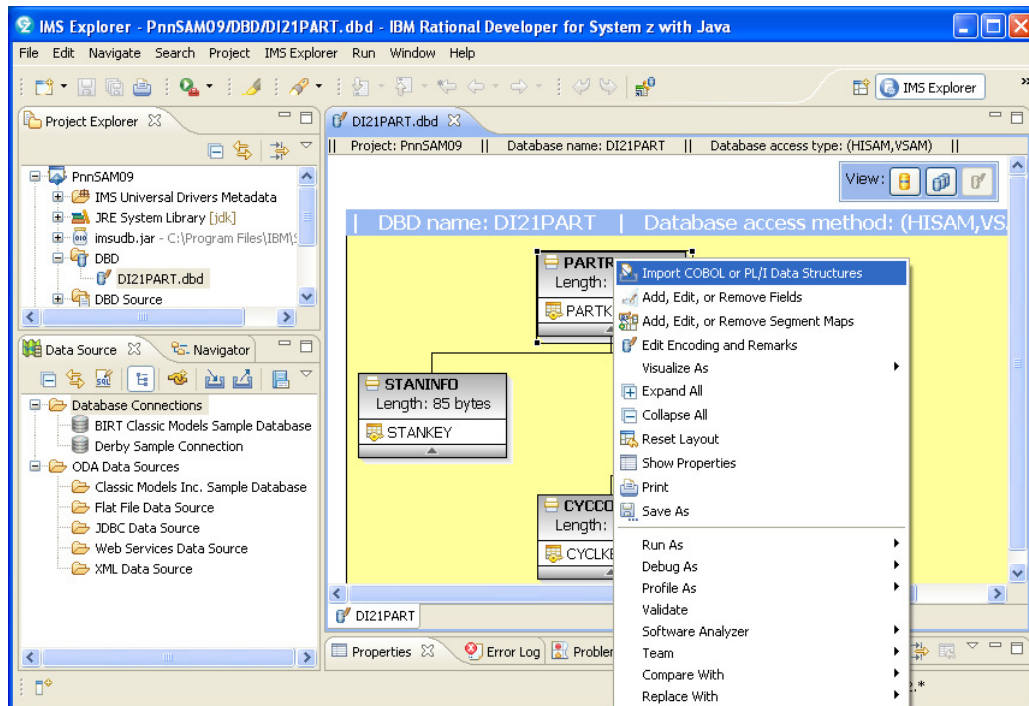 IMS Explorer - PnnSAM09/DBD/DI21PART.dbd - IBM Rational Developer for System z with Java
File Edit Navigate Search Project IMS Explorer Run Window Help
IMS Explorer
Project Explorer
PnnSAM09
IMS Universal Drivers Metadata
JRE System Library [jdk]
imsudb.jar - C:\Program Files\IBM\
DBD
DI21PART.dbd
DBD Source
Data Source
Navigator
Database Connections
BIRT Classic Models Sample Database
Derby Sample Connection
ODA Data Sources
Classic Models Inc. Sample Database
Flat File Data Source
JDBC Data Source
Web Services Data Source
XML Data Source
DI21PART.dbd
|| Project: PnnSAM09 || Database name: DI21PART || Database access type: (HISAM,VSAM) ||
View:
| DBD name: DI21PART | Database access method: (HISAM,VS
PARTR
Length:
PARTK
STANINFO
Length: 85 bytes
STANKEY
CYCCO
Length:
CYCLKE
Import COBOL or PL/I Data Structures
Add, Edit, or Remove Fields
Add, Edit, or Remove Segment Maps
Edit Encoding and Remarks
Visualize As
Expand All
Collapse All
Reset Layout
Show Properties
Print
Save As
Run As
Debug As
Profile As
Validate
Software Analyzer
Team
Compare With
Replace With
DI21PART
Properties
Error Log
Probler
.*